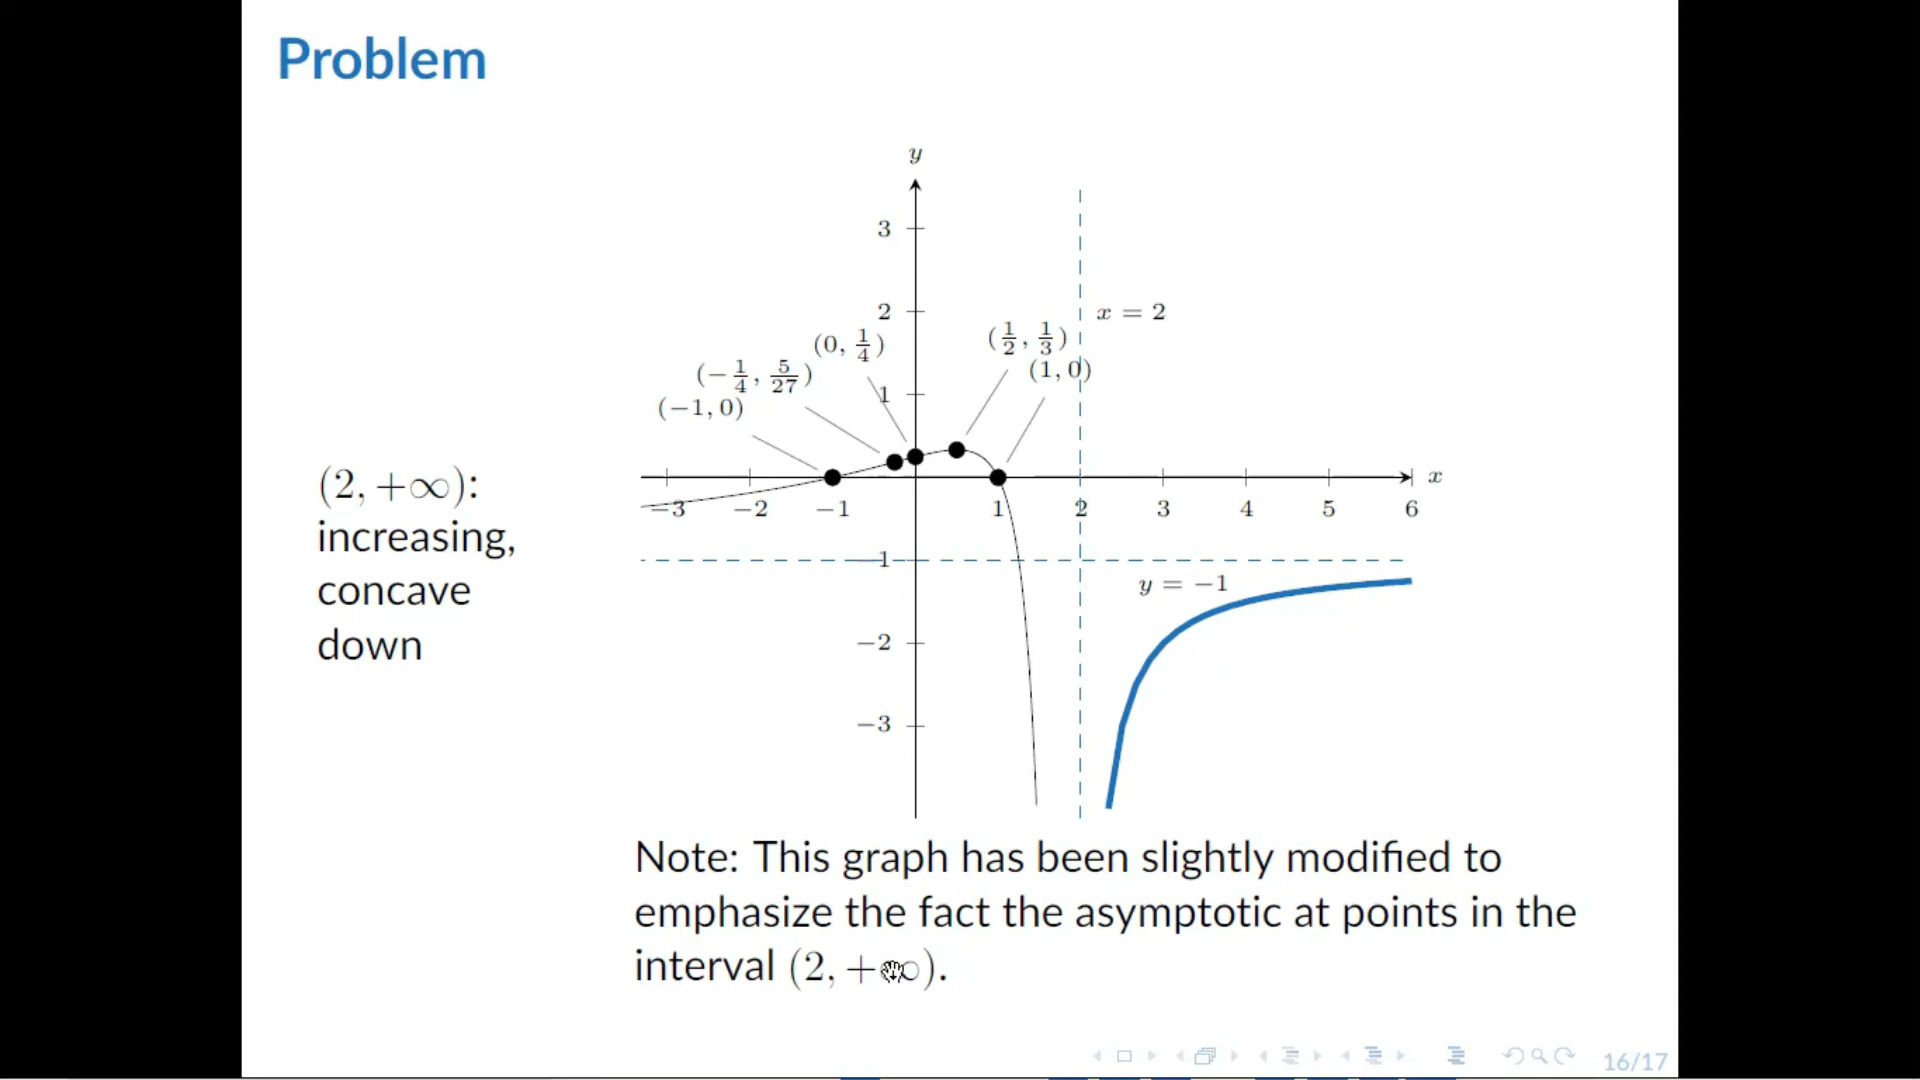 Problem
y
3
2
x = 2
(1/2, 1/3)
(0, 1/4)
(1, 0)
(−1/4, 5/27)
1
(−1, 0)
(2, +∞):
increasing,
concave
down
x
−3 −2 −1 1 2 3 4 5 6
−1
y = −1
−2
−3
Note: This graph has been slightly modified to
emphasize the fact the asymptotic at points in the
interval (2, +∞).
16/17